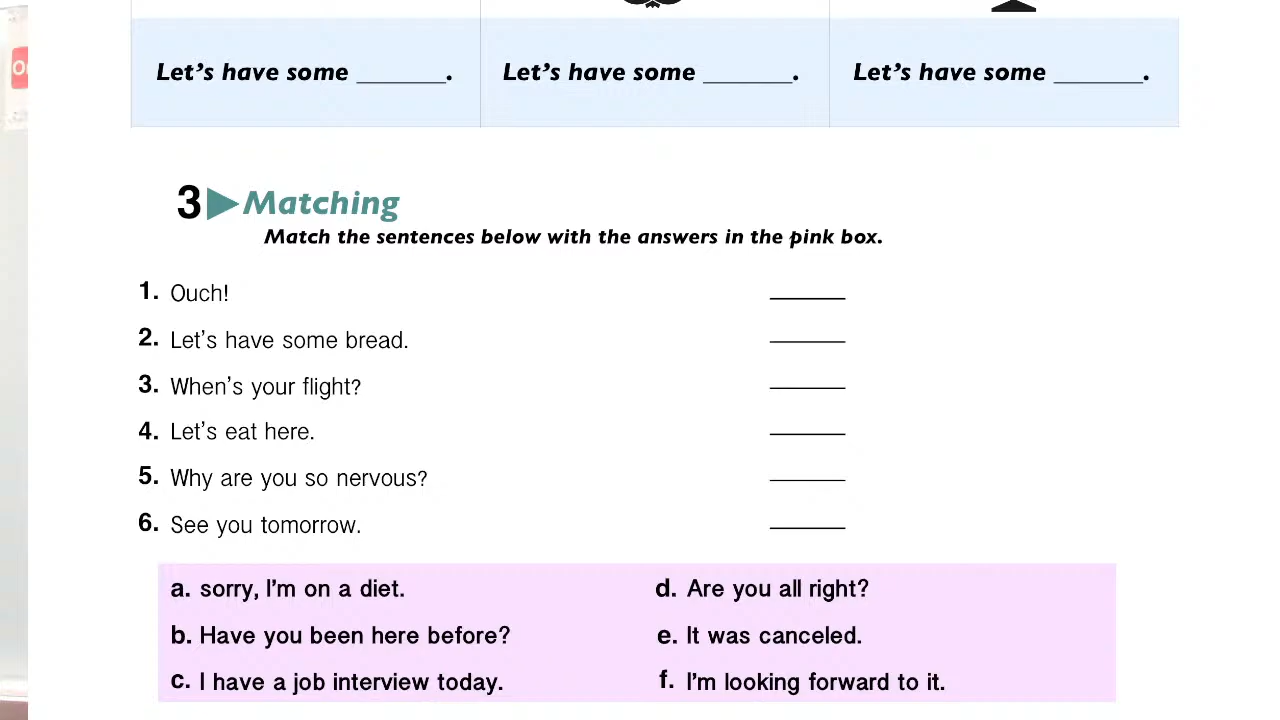 Let's have some _______. Let's have some _______. Let's have some _______.
3 Matching
Match the sentences below with the answers in the pink box.
1. Ouch! ______
2. Let's have some bread. ______
3. When's your flight? ______
4. Let's eat here. ______
5. Why are you so nervous? ______
6. See you tomorrow. ______
a. sorry, I'm on a diet. d. Are you all right?
b. Have you been here before? e. It was canceled.
c. I have a job interview today. f. I'm looking forward to it.